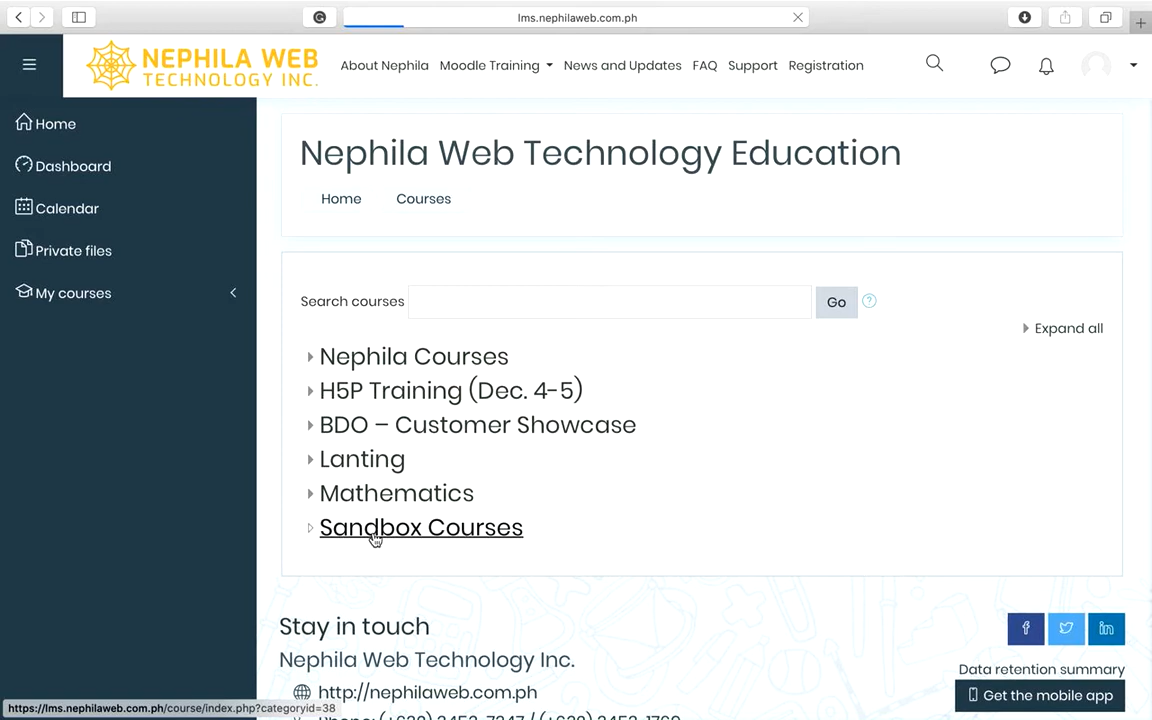 lms.nephilaweb.com.ph
NEPHILA WEB
TECHNOLOGY INC.
About Nephila Moodle Training News and Updates FAQ Support Registration
Home
Dashboard
Calendar
Private files
My courses
Nephila Web Technology Education
Home Courses
Search courses Go
Expand all
Nephila Courses
H5P Training (Dec. 4-5)
BDO – Customer Showcase
Lanting
Mathematics
Sandbox Courses
Stay in touch
Nephila Web Technology Inc.
http://nephilaweb.com.ph
Data retention summary
Get the mobile app
https://lms.nephilaweb.com.ph/course/index.php?categoryid=38